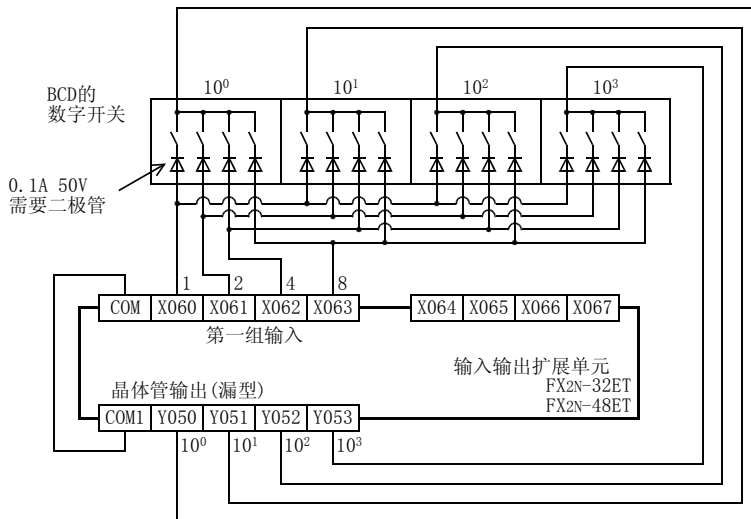 10⁰ 10¹ 10² 10³
BCD的
数字开关
0.1A 50V
需要二极管
1 2 4 8
COM X060 X061 X062 X063 X064 X065 X066 X067
第一组输入
输入输出扩展单元
FX2N-32ET
FX2N-48ET
晶体管输出(漏型)
COM1 Y050 Y051 Y052 Y053
10⁰ 10¹ 10² 10³